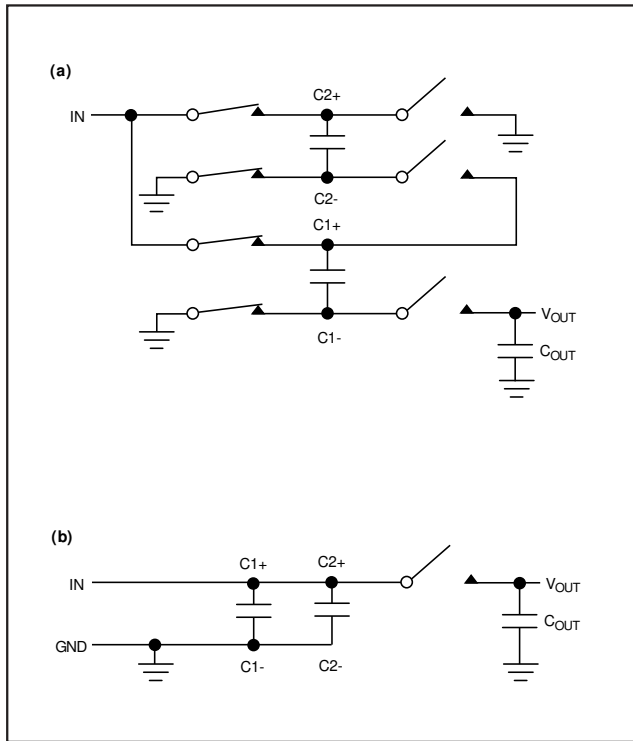 (a)
C2+
IN
C2-
C1+
VOUT
C1-
COUT
(b)
C1+
C2+
IN
VOUT
COUT
GND
C1-
C2-